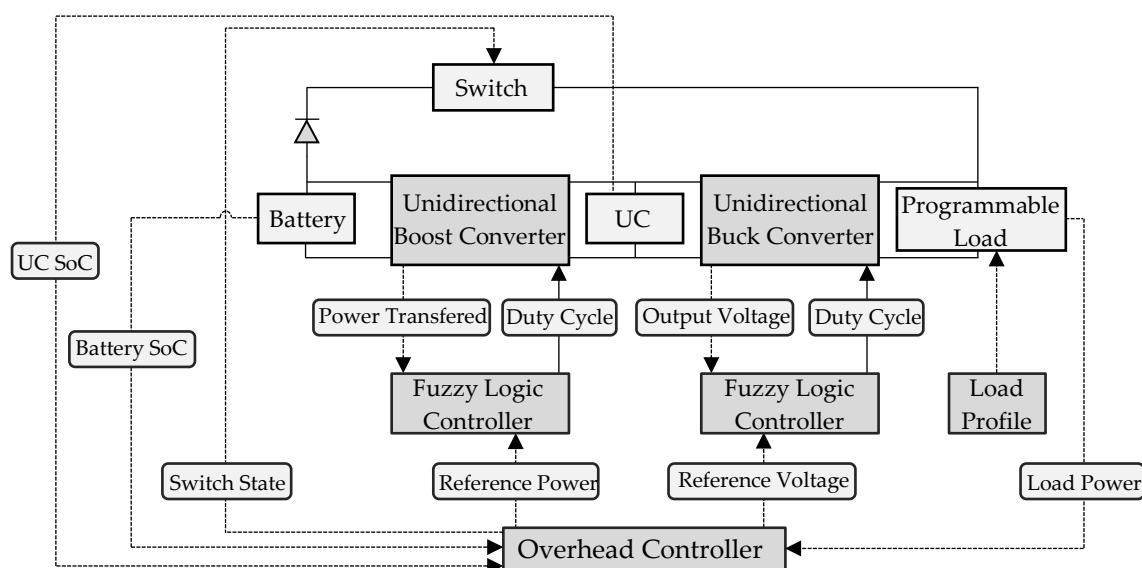 Switch
Battery
Unidirectional
Boost Converter
UC
Unidirectional
Buck Converter
Programmable
Load
UC SoC
Power Transfered
Duty Cycle
Output Voltage
Duty Cycle
Battery SoC
Fuzzy Logic
Controller
Fuzzy Logic
Controller
Load
Profile
Switch State
Reference Power
Reference Voltage
Load Power
Overhead Controller